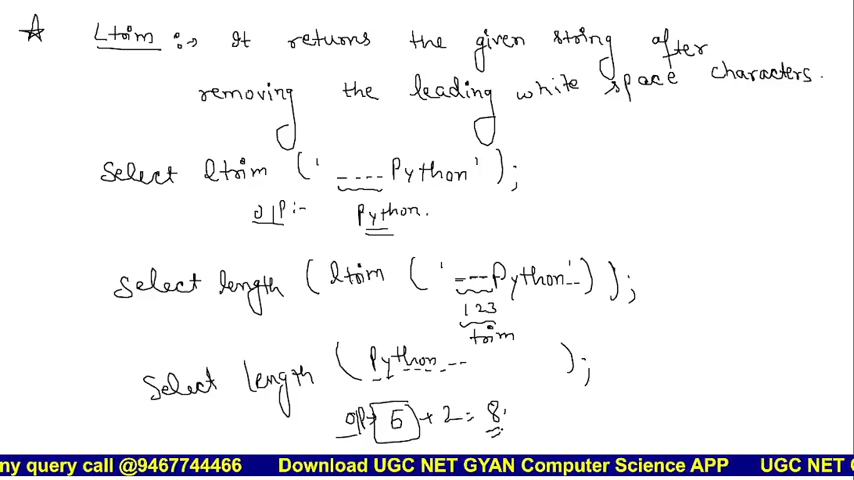 ☆ Ltrim :→ It returns the given string after
removing the leading white space characters.
Select ltrim (' ----Python');
O/P:- Python.
Select length (ltrim ('---Python--'));
123
trim
Select length (Python-- );
O/P→ 6 + 2 = 8.
ny query call @9467744466 Download UGC NET GYAN Computer Science APP UGC NET G